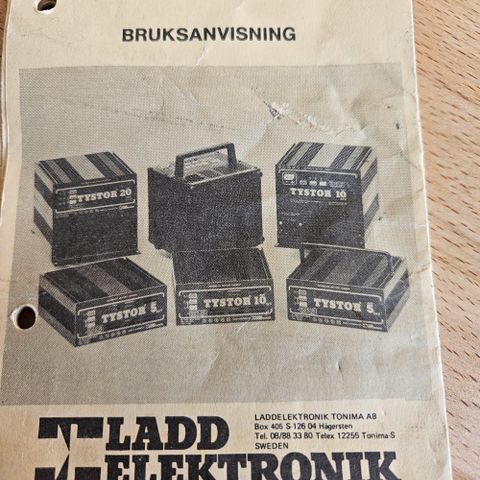 BRUKSANVISNING
TYSTOR 20
TYSTOR 10
TYSTOR 5
TYSTOR 10
TYSTOR 5
LADD
ELEKTRONIK
LADDELEKTRONIK TONIMA AB
Box 405 S-126 04 Hägersten
Tel. 08/88 33 80 Telex 12255 Tonima-S
SWEDEN